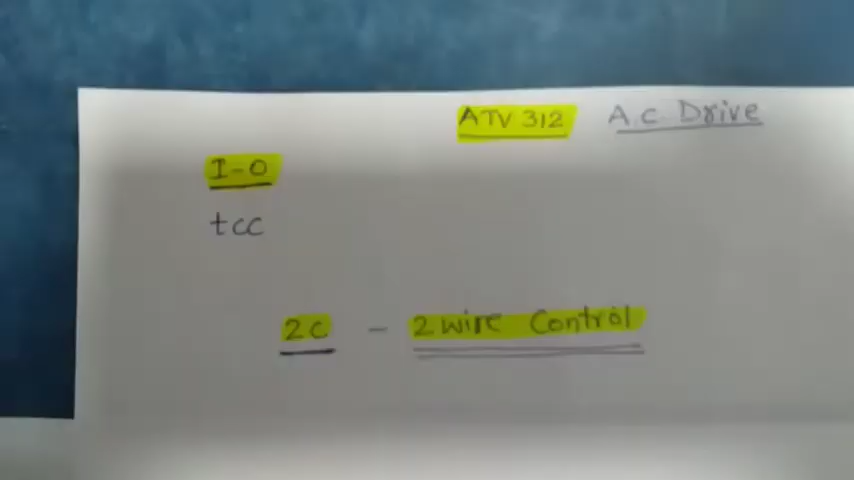 ATV 312 A.C Drive
I-O
tcc
2C - 2 wire Control